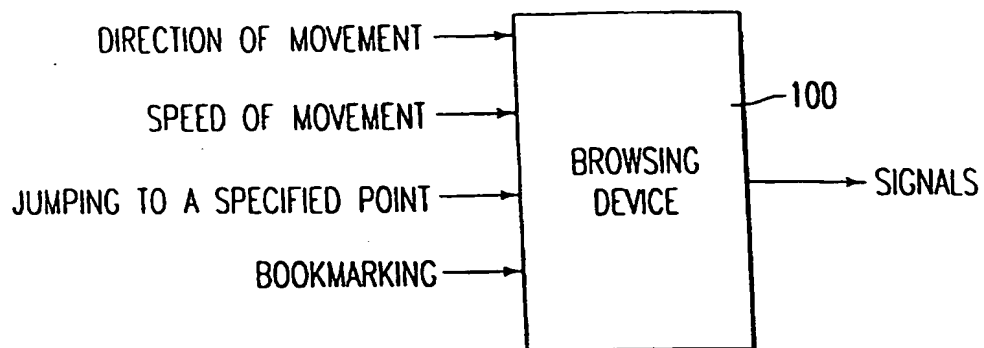 DIRECTION OF MOVEMENT
SPEED OF MOVEMENT
JUMPING TO A SPECIFIED POINT
BOOKMARKING
100
BROWSING
DEVICE
SIGNALS